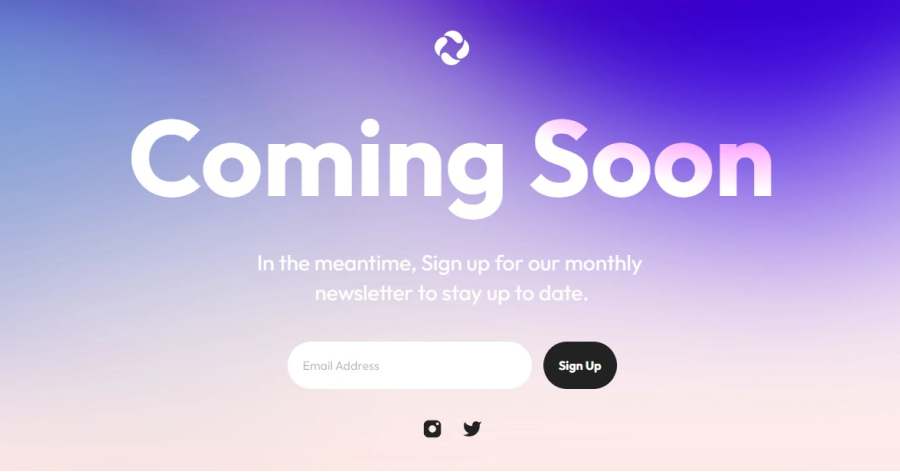 Coming Soon
In the meantime, Sign up for our monthly
newsletter to stay up to date.
Email Address
Sign Up